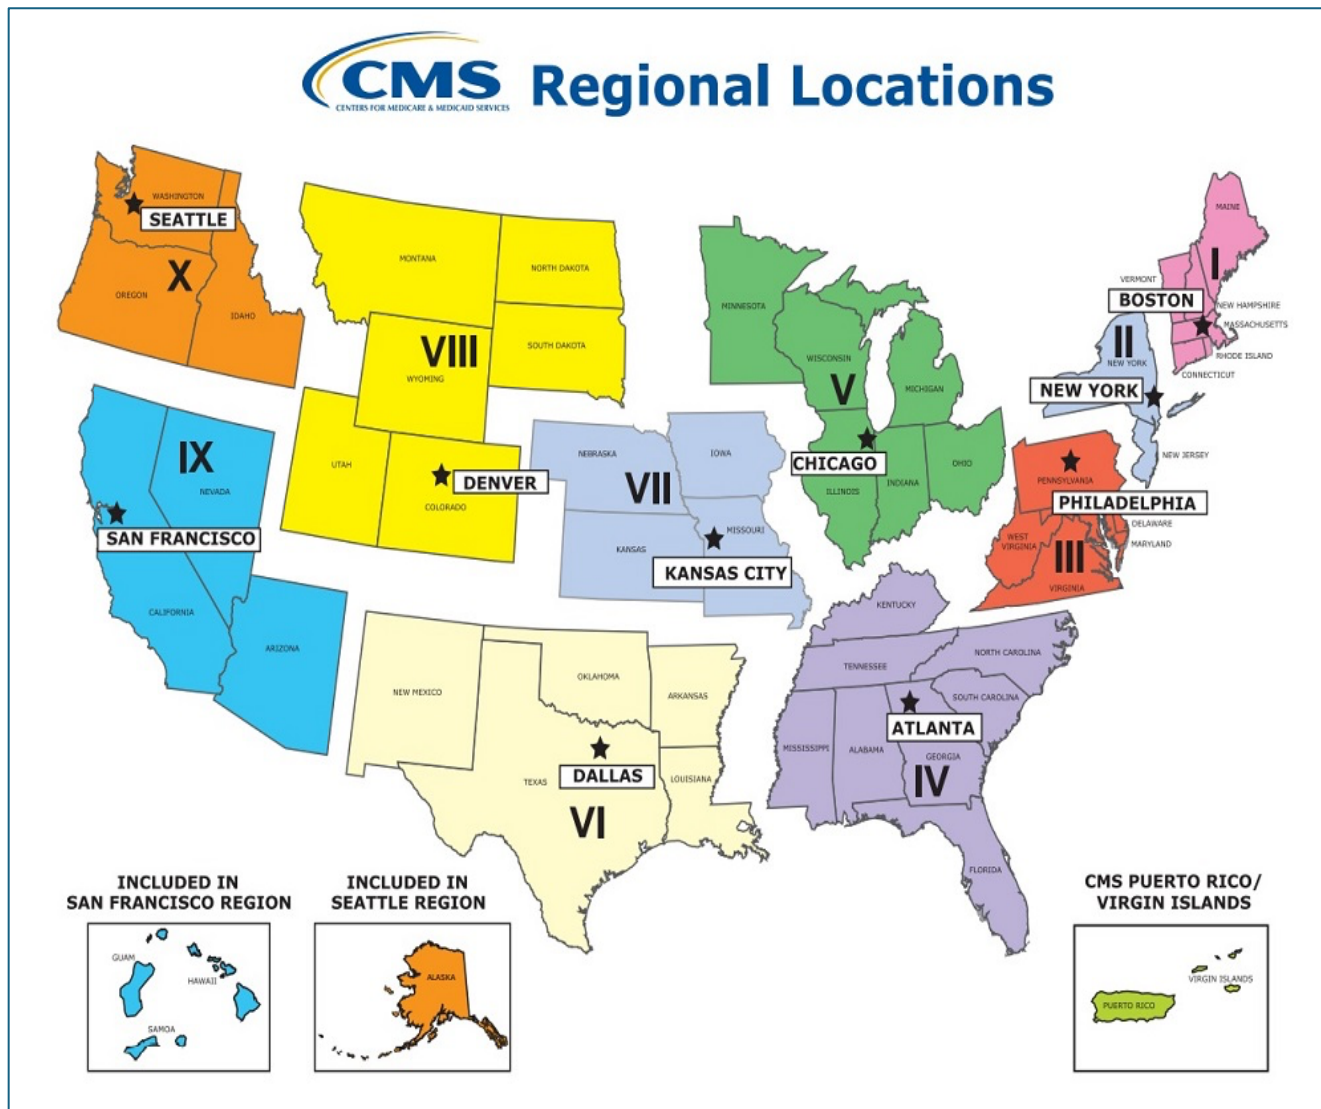 CMS Regional Locations
CENTERS FOR MEDICARE & MEDICAID SERVICES
WASHINGTON
SEATTLE
X
OREGON
IDAHO
MONTANA
NORTH DAKOTA
SOUTH DAKOTA
VIII
WYOMING
UTAH
COLORADO
DENVER
IX
NEVADA
SAN FRANCISCO
CALIFORNIA
ARIZONA
NEBRASKA
IOWA
VII
KANSAS
MISSOURI
KANSAS CITY
MINNESOTA
WISCONSIN
MICHIGAN
V
CHICAGO
ILLINOIS
INDIANA
OHIO
MAINE
I
VERMONT
BOSTON
NEW HAMPSHIRE
MASSACHUSETTS
RHODE ISLAND
CONNECTICUT
II
NEW YORK
NEW YORK
NEW JERSEY
PENNSYLVANIA
PHILADELPHIA
DELAWARE
MARYLAND
WEST
VIRGINIA
III
VIRGINIA
KENTUCKY
TENNESSEE
NORTH CAROLINA
SOUTH CAROLINA
ATLANTA
MISSISSIPPI
ALABAMA
GEORGIA
IV
FLORIDA
NEW MEXICO
OKLAHOMA
ARKANSAS
TEXAS
DALLAS
LOUISIANA
VI
INCLUDED IN
SAN FRANCISCO REGION
GUAM
HAWAII
SAMOA
INCLUDED IN
SEATTLE REGION
ALASKA
CMS PUERTO RICO/
VIRGIN ISLANDS
VIRGIN ISLANDS
PUERTO RICO